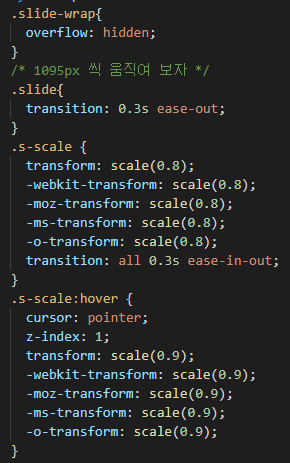 .slide-wrap{
  overflow: hidden;
}
/* 1095px 씩 움직여 보자 */
.slide{
  transition: 0.3s ease-out;
}
.s-scale {
  transform: scale(0.8);
  -webkit-transform: scale(0.8);
  -moz-transform: scale(0.8);
  -ms-transform: scale(0.8);
  -o-transform: scale(0.8);
  transition: all 0.3s ease-in-out;
}
.s-scale:hover {
  cursor: pointer;
  z-index: 1;
  transform: scale(0.9);
  -webkit-transform: scale(0.9);
  -moz-transform: scale(0.9);
  -ms-transform: scale(0.9);
  -o-transform: scale(0.9);
}